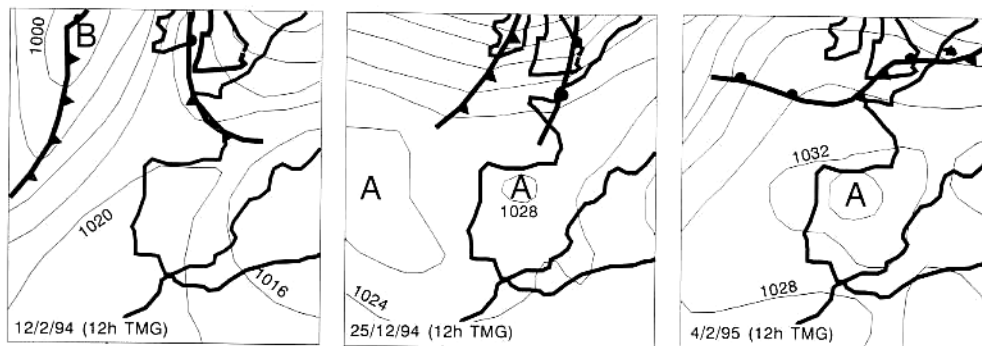 1000
B
1020
1016
12/2/94 (12h TMG)
A
A
1028
1024
25/12/94 (12h TMG)
1032
A
1028
4/2/95 (12h TMG)